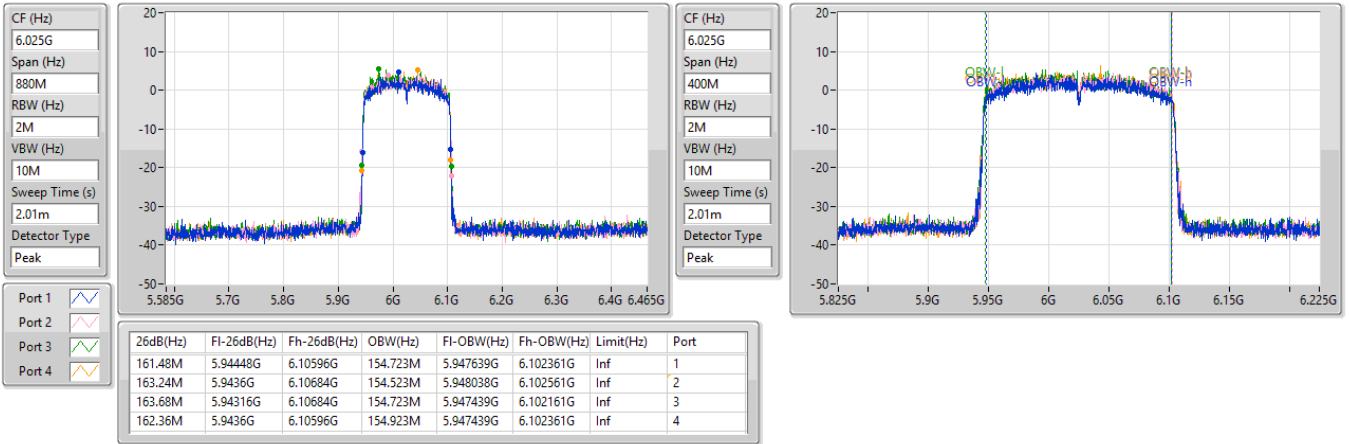 CF (Hz)
6.025G
Span (Hz)
880M
RBW (Hz)
2M
VBW (Hz)
10M
Sweep Time (s)
2.01m
Detector Type
Peak
20-
10-
0-
-10-
-20-
-30-
-40-
-50-
5.585G 5.7G 5.8G 5.9G 6G 6.1G 6.2G 6.3G 6.4G 6.465G
CF (Hz)
6.025G
Span (Hz)
400M
RBW (Hz)
2M
VBW (Hz)
10M
Sweep Time (s)
2.01m
Detector Type
Peak
20-
10-
0-
-10-
-20-
-30-
-40-
-50-
OBW-l OBW-h
OBW-l OBW-h
5.825G 5.9G 5.95G 6G 6.05G 6.1G 6.15G 6.225G
Port 1
Port 2
Port 3
Port 4
26dB(Hz) Fl-26dB(Hz) Fh-26dB(Hz) OBW(Hz) Fl-OBW(Hz) Fh-OBW(Hz) Limit(Hz) Port
161.48M 5.94448G 6.10596G 154.723M 5.947639G 6.102361G Inf 1
163.24M 5.9436G 6.10684G 154.523M 5.948038G 6.102561G Inf 2
163.68M 5.94316G 6.10684G 154.723M 5.947439G 6.102161G Inf 3
162.36M 5.9436G 6.10596G 154.923M 5.947439G 6.102361G Inf 4